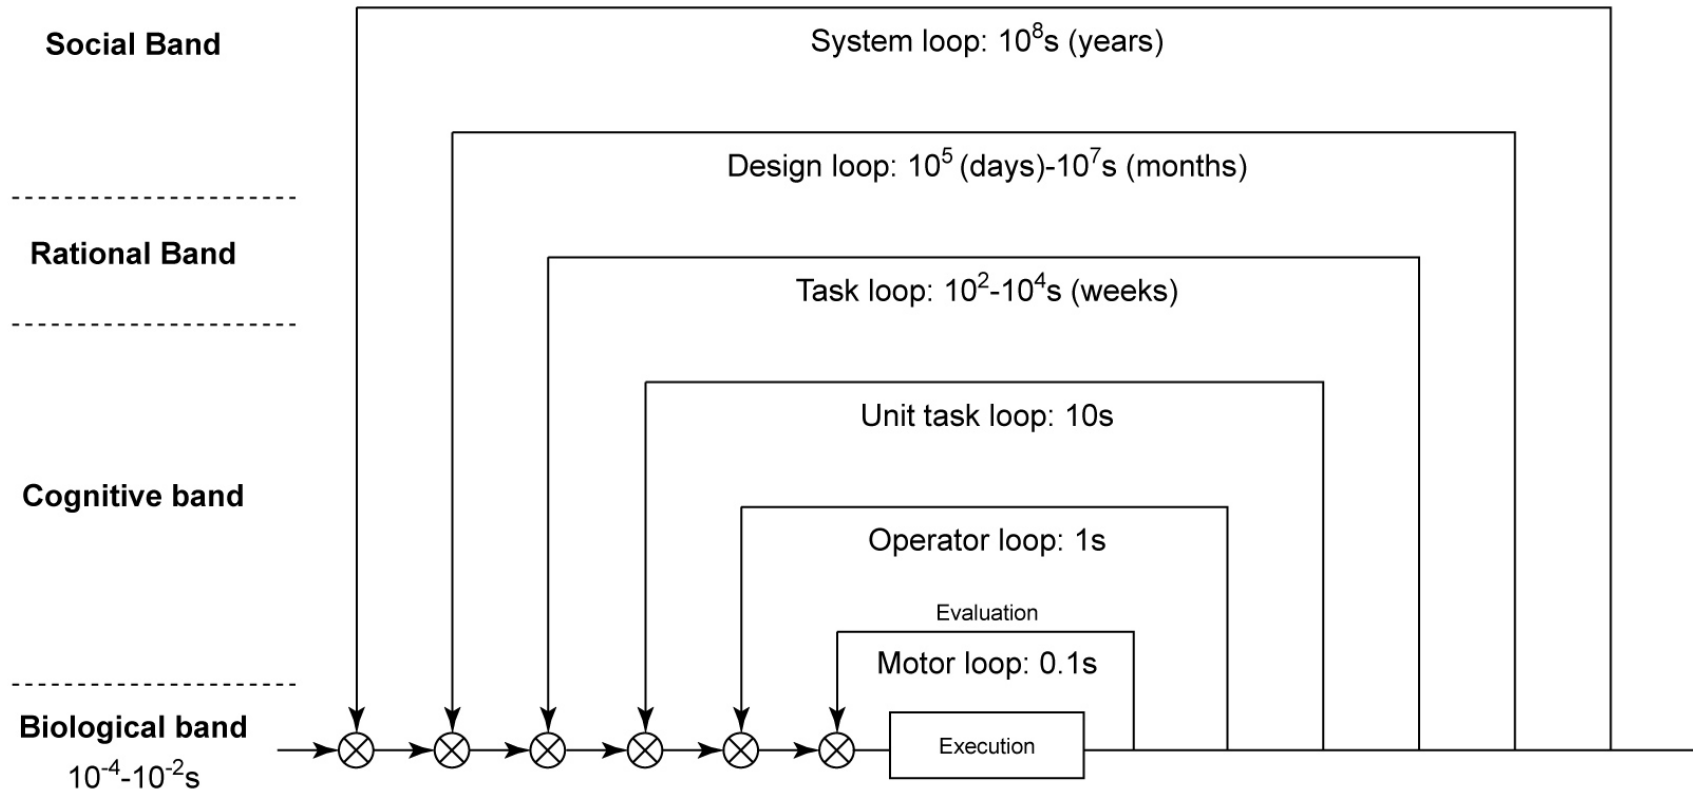 Social Band
System loop: 10⁸s (years)
Design loop: 10⁵ (days)-10⁷s (months)
Rational Band
Task loop: 10²-10⁴s (weeks)
Unit task loop: 10s
Cognitive band
Operator loop: 1s
Evaluation
Motor loop: 0.1s
Biological band
10⁻⁴-10⁻²s
Execution